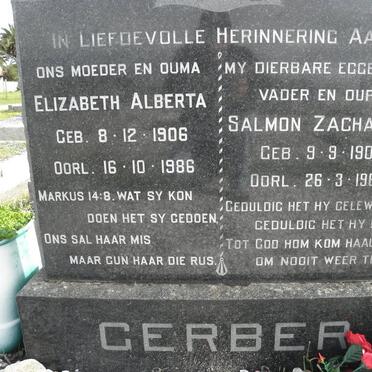 IN LIEFDEVOLLE HERINNERING AA
ONS MOEDER EN OUMA
ELIZABETH ALBERTA
GEB. 8·12·1906
OORL. 16·10·1986
MARKUS 14:8. WAT SY KON
DOEN HET SY GEDOEN.
ONS SAL HAAR MIS
MAAR GUN HAAR DIE RUS.
MY DIERBARE EGGE
VADER EN OUP
SALMON ZACHA
GEB. 9·9·190
OORL. 26·3·19
GEDULDIG HET HY GELEW
GEDULDIG HET HY
TOT GOD HOM KOM HAAL
OM NOOIT WEER T
GERBER